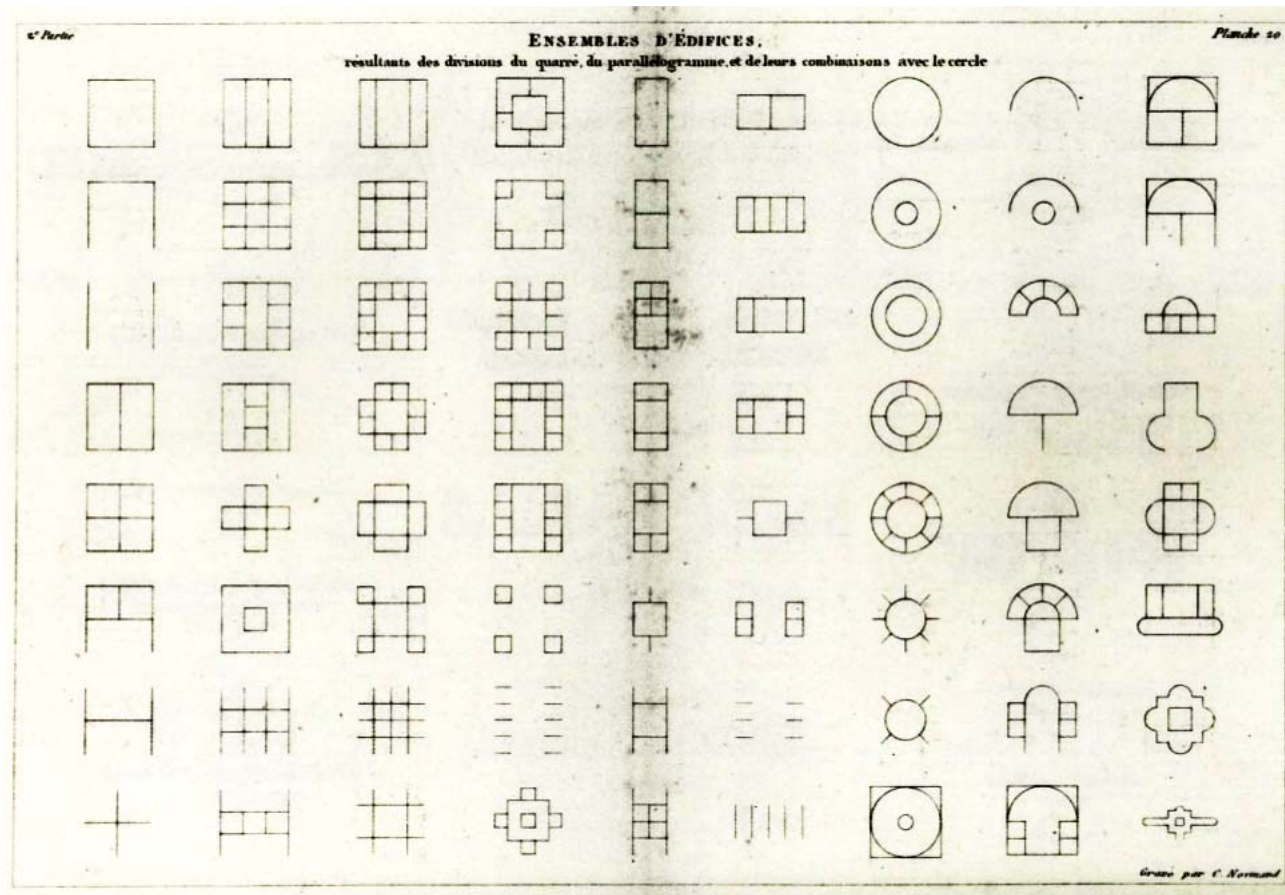 2e Partie
ENSEMBLES D'ÉDIFICES,
Planche 20
résultants des divisions du quarré, du parallélogramme, et de leurs combinaisons avec le cercle
Gravé par C. Normand.